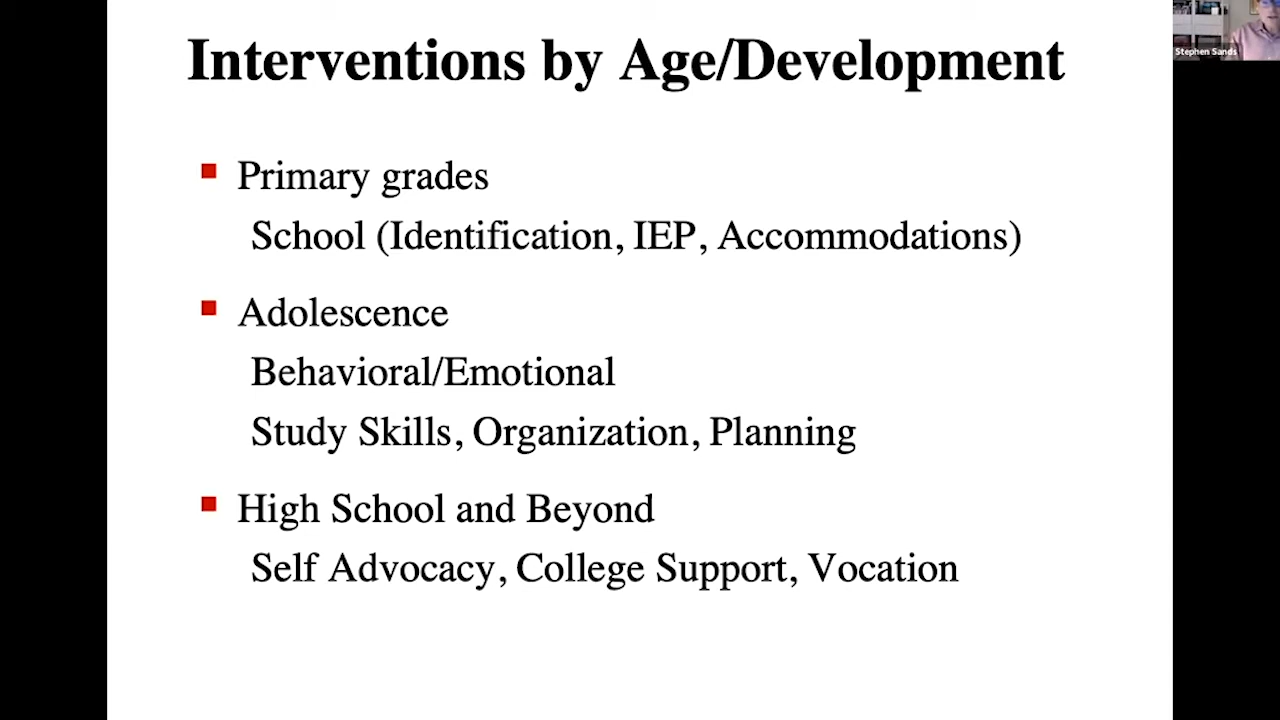 Interventions by Age/Development
Stephen Sands
Primary grades
School (Identification, IEP, Accommodations)
Adolescence
Behavioral/Emotional
Study Skills, Organization, Planning
High School and Beyond
Self Advocacy, College Support, Vocation